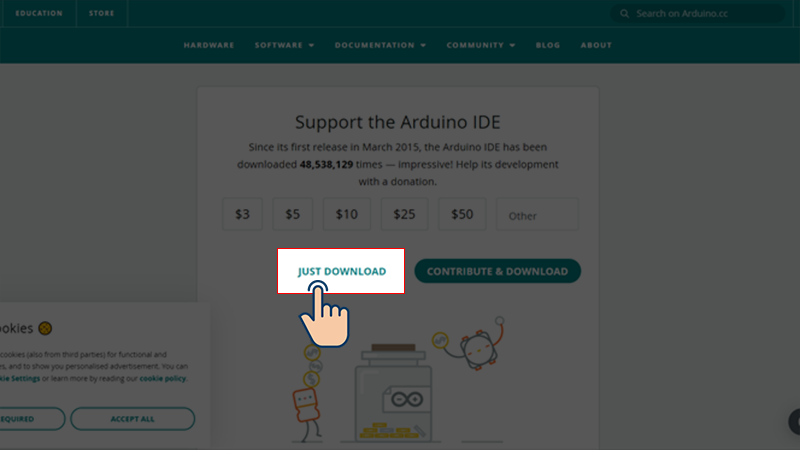 EDUCATION STORE Search on Arduino.cc
HARDWARE SOFTWARE DOCUMENTATION COMMUNITY BLOG ABOUT
Support the Arduino IDE
Since its first release in March 2015, the Arduino IDE has been
downloaded 48,538,129 times — impressive! Help its development
with a donation.
$3 $5 $10 $25 $50 Other
JUST DOWNLOAD CONTRIBUTE & DOWNLOAD
okies
cookies (also from third parties) for functional and
es, and to show you personalised advertisement. You can
kie Settings or learn more by reading our cookie policy.
EQUIRED ACCEPT ALL